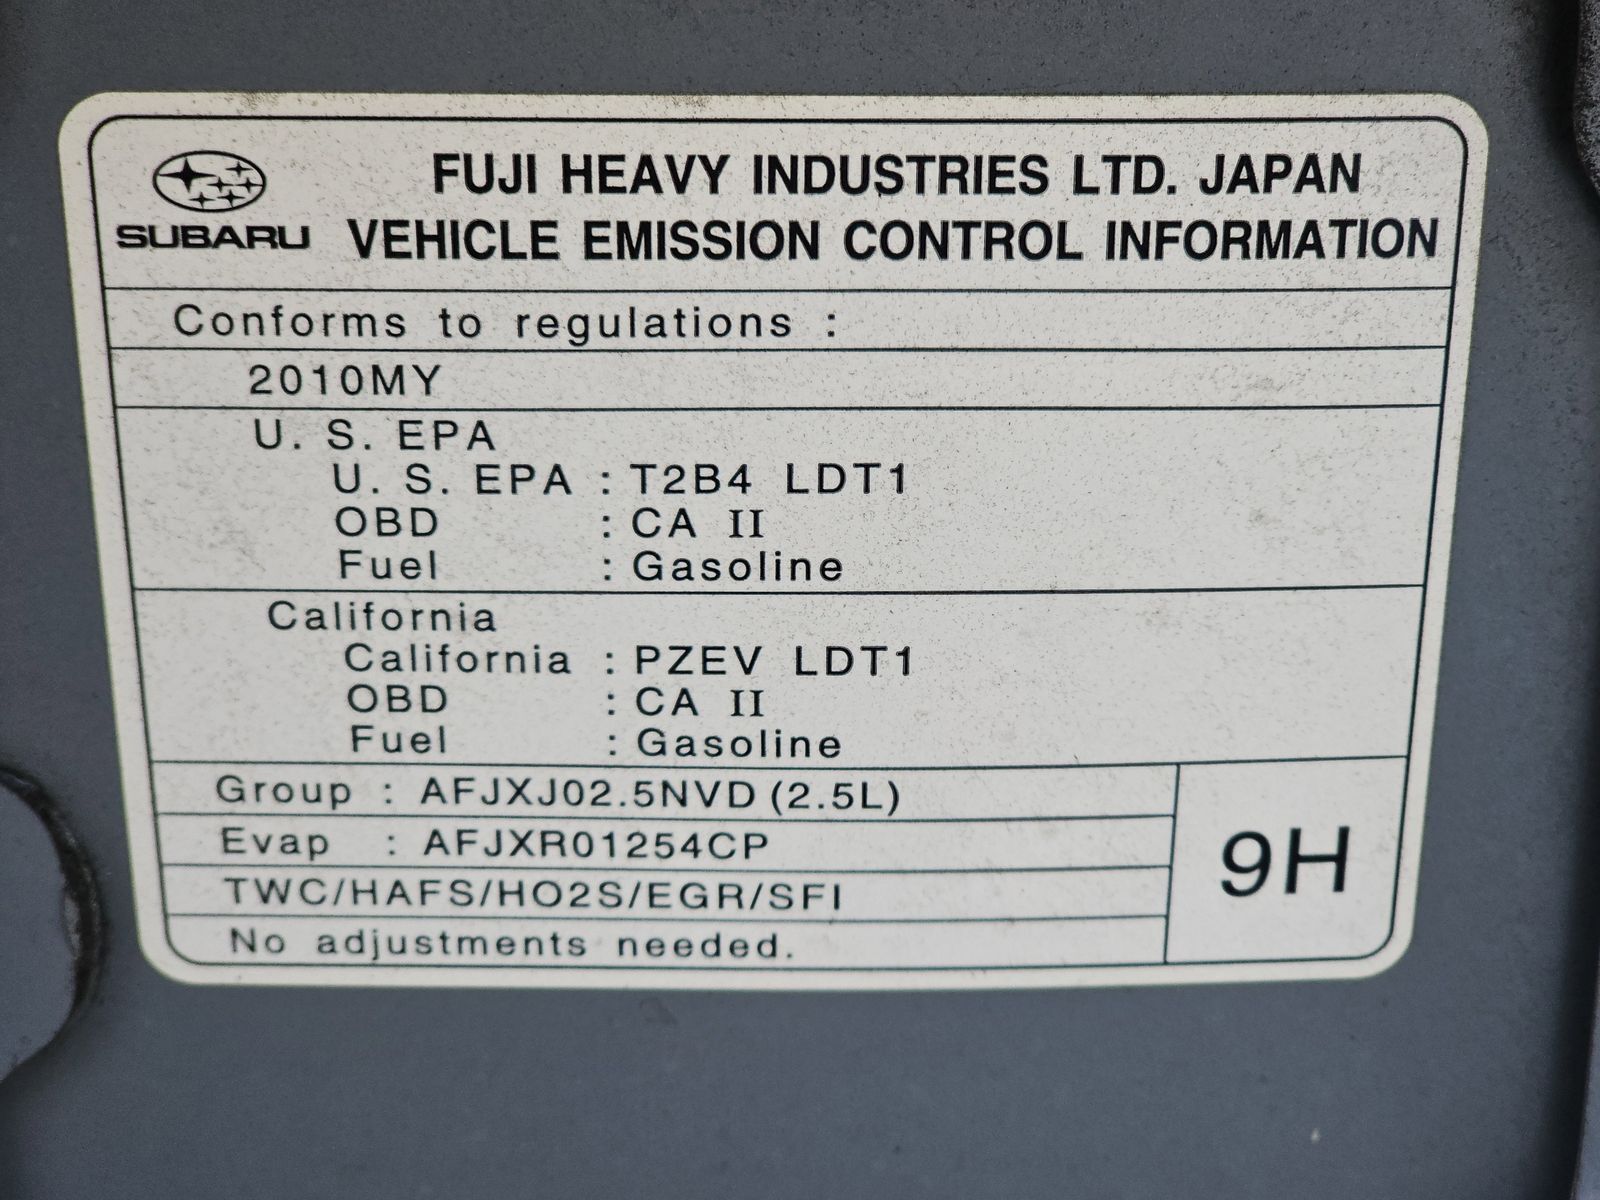 FUJI HEAVY INDUSTRIES LTD. JAPAN
SUBARU VEHICLE EMISSION CONTROL INFORMATION
Conforms to regulations :
2010MY
U. S. EPA
U. S. EPA : T2B4 LDT1
OBD : CA II
Fuel : Gasoline
California
California : PZEV LDT1
OBD : CA II
Fuel : Gasoline
Group : AFJXJ02.5NVD (2.5L)
Evap : AFJXR01254CP
9H
TWC/HAFS/HO2S/EGR/SFI
No adjustments needed.